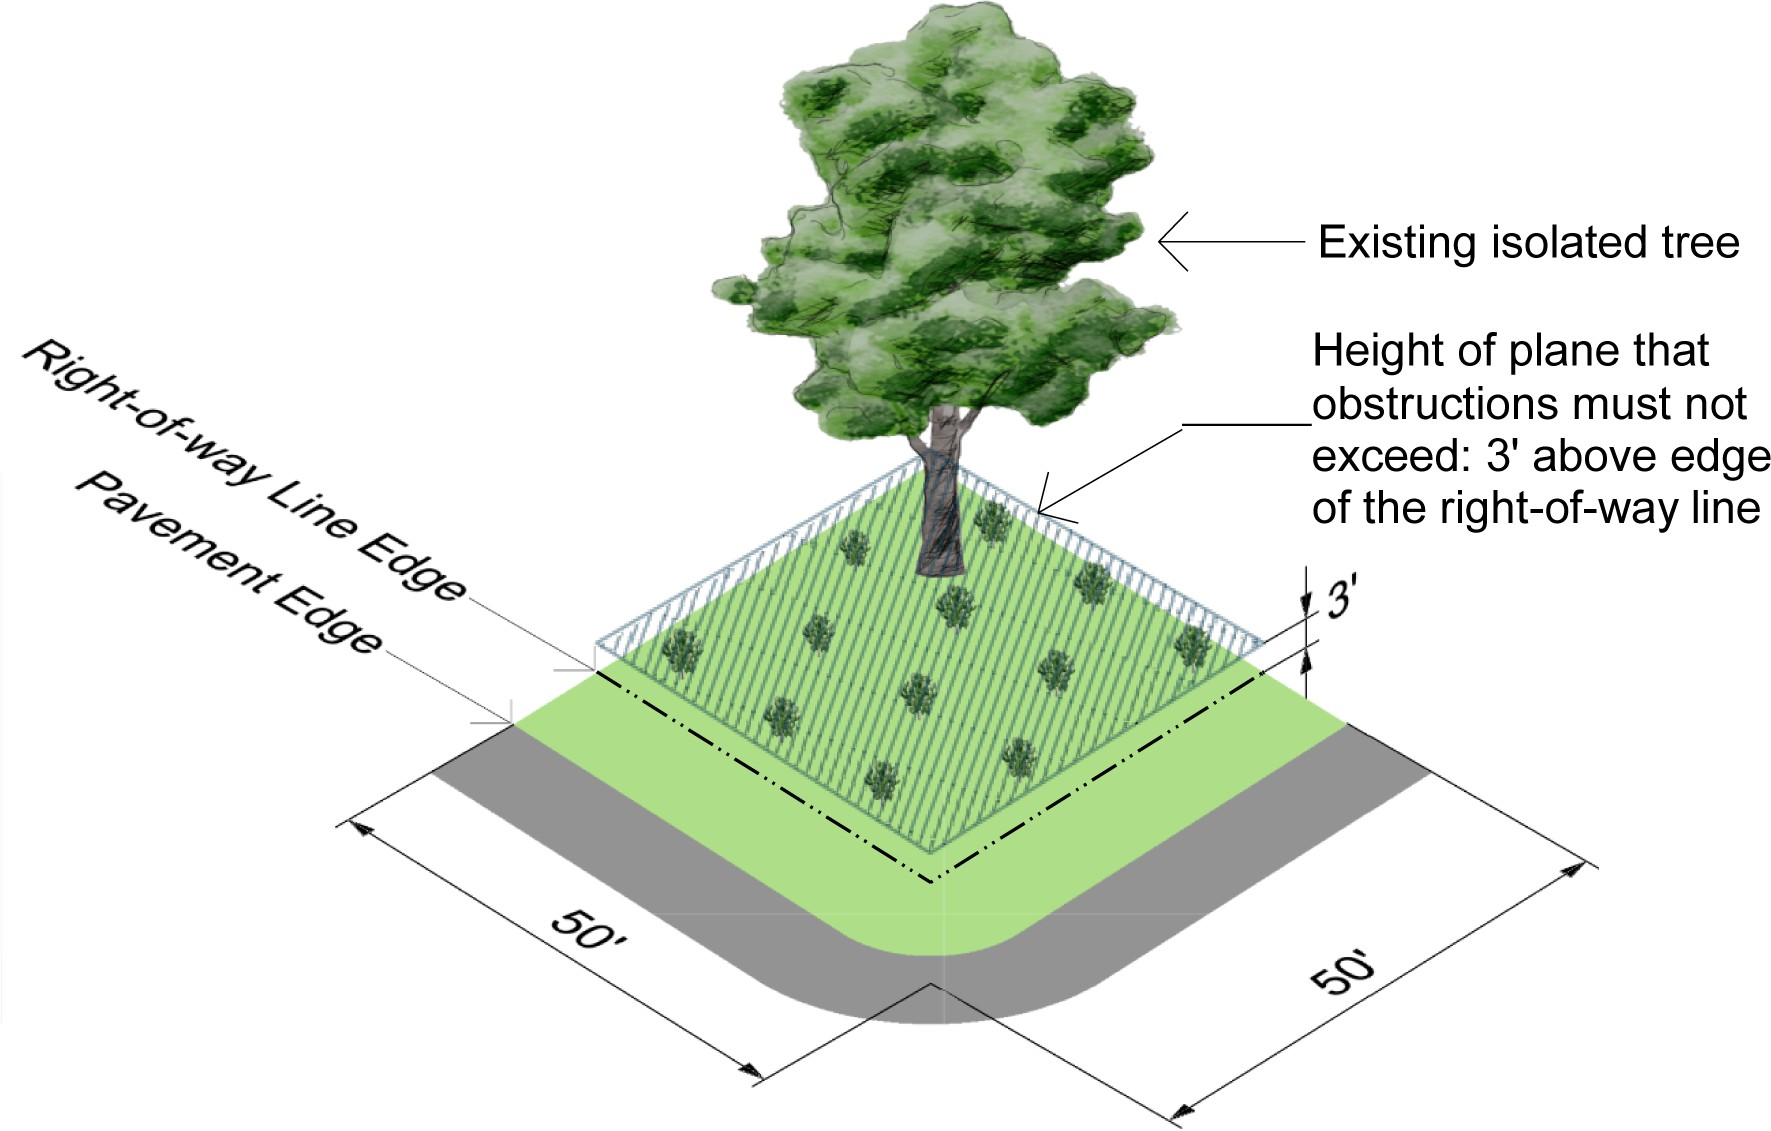 Existing isolated tree
Height of plane that
obstructions must not
exceed: 3' above edge
of the right-of-way line
Right-of-way Line Edge
Pavement Edge
3'
50'
50'